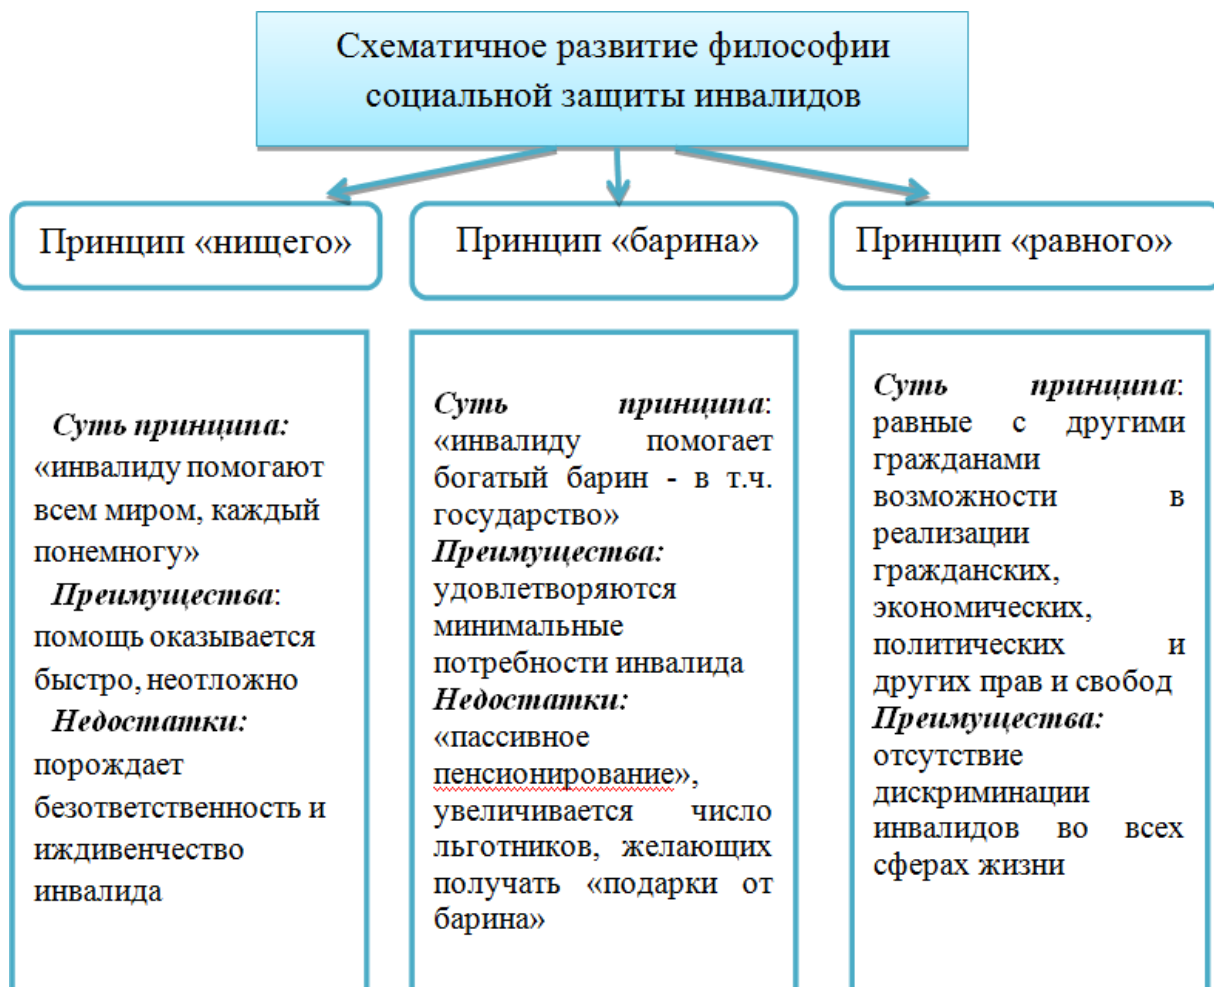 Схематичное развитие философии
социальной защиты инвалидов
Принцип «нищего»
Принцип «барина»
Принцип «равного»
Суть принципа:
«инвалиду помогают
всем миром, каждый
понемногу»
Преимущества:
помощь оказывается
быстро, неотложно
Недостатки:
порождает
безответственность и
иждивенчество
инвалида
Суть принципа:
«инвалиду помогает
богатый барин - в т.ч.
государство»
Преимущества:
удовлетворяются
минимальные
потребности инвалида
Недостатки:
«пассивное
пенсионирование»,
увеличивается число
льготников, желающих
получать «подарки от
барина»
Суть принципа:
равные с другими
гражданами
возможности в
реализации
гражданских,
экономических,
политических и
других прав и свобод
Преимущества:
отсутствие
дискриминации
инвалидов во всех
сферах жизни